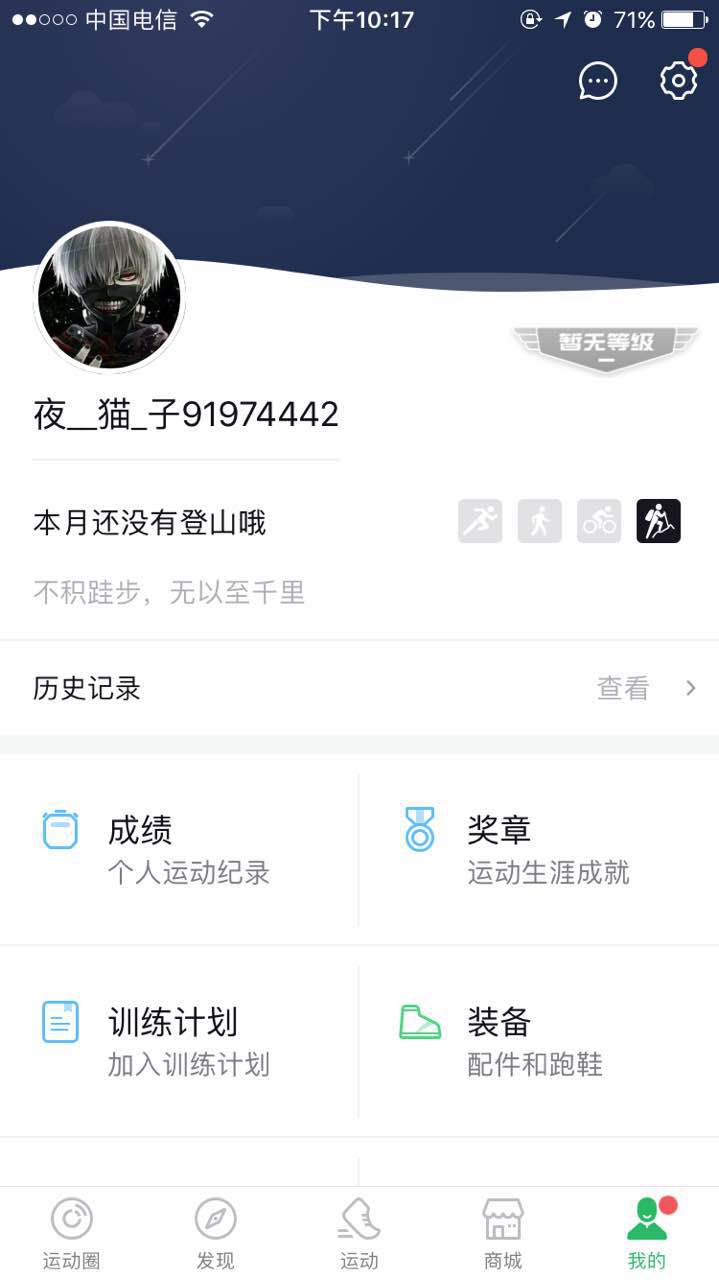 中国电信 下午10:17 71%
暂无等级
夜__猫_子91974442
本月还没有登山哦
不积跬步，无以至千里
历史记录 查看
成绩 奖章
个人运动纪录 运动生涯成就
训练计划 装备
加入训练计划 配件和跑鞋
运动圈 发现 运动 商城 我的